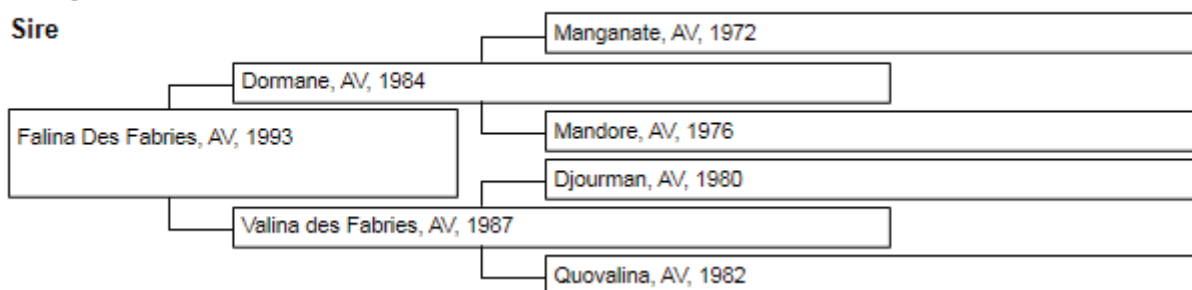 Sire
Manganate, AV, 1972
Dormane, AV, 1984
Falina Des Fabries, AV, 1993
Mandore, AV, 1976
Djourman, AV, 1980
Valina des Fabries, AV, 1987
Quovalina, AV, 1982